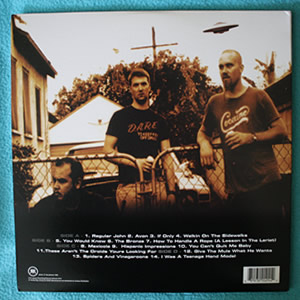 D.A.R.E.
SIDE A - 1. Regular John 2. Avon 3. If Only 4. Walkin On The Sidewalks
SIDE B - 5. You Would Know 6. The Bronze 7. How To Handle A Rope (A Lesson In The Lariat)
SIDE C - 8. Mexicola 9. Hispanic Impressions 10. You Can't Quit Me Baby
11. These Aren't The Droids Youre Looking For SIDE D - 12. Give The Mule What He Wants
13. Spiders And Vinegaroons 14. I Was A Teenage Hand Model